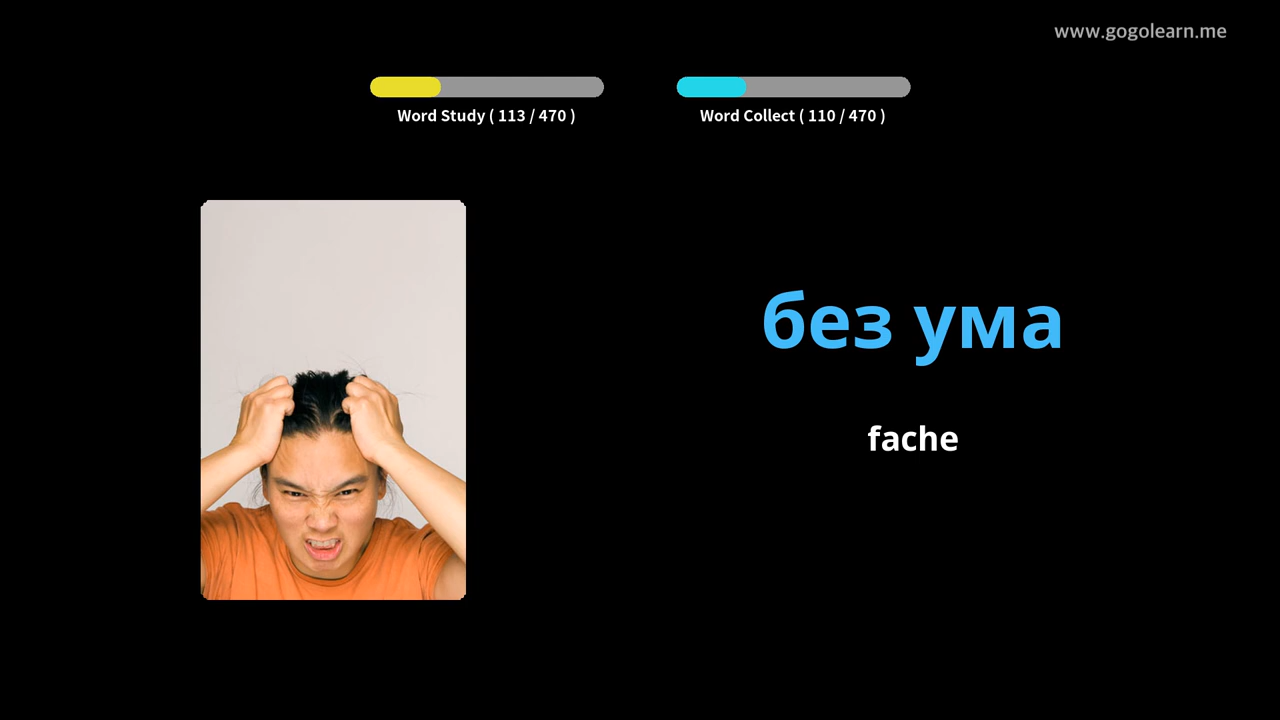 www.gogolearn.me
Word Study ( 113 / 470 )
Word Collect ( 110 / 470 )
без ума
fache